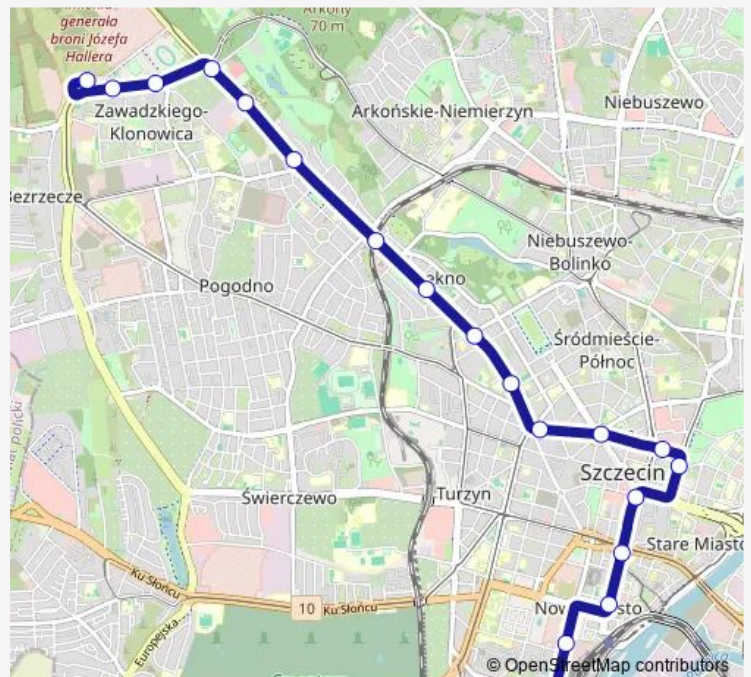 Arkony
70 m
generała
broni Józefa
Hallera
Zawadzkiego-
Klonowica
Arkońskie-Niemierzyn
Niebuszewo
Bezrzecze
Niebuszewo-
Bolinko
Pogodno
Śródmieście-
Północ
Szczecin
Świerczewo
Turzyn
Stare Miasto
Ku Słońcu
10
Ku Słońcu
Europejska
© OpenStreetMap contributors